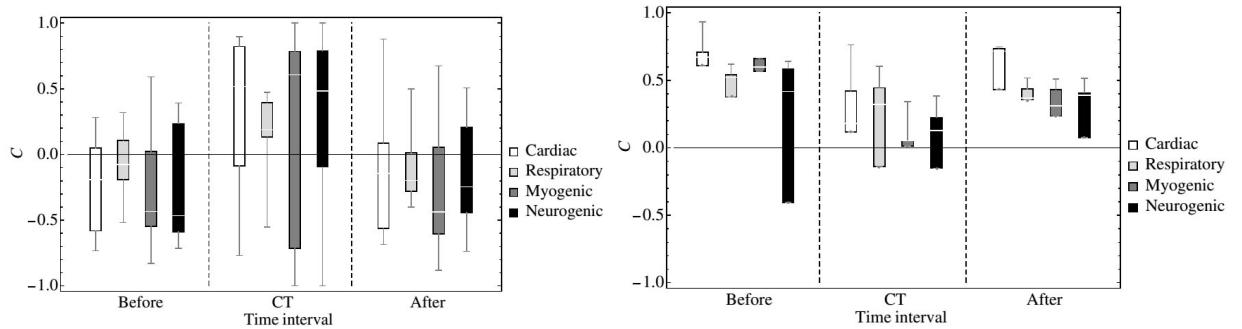 1.0
0.5
C
0.0
−0.5
−1.0
Before
CT
After
Time interval
Cardiac
Respiratory
Myogenic
Neurogenic
1.0
0.5
C
0.0
−0.5
−1.0
Before
CT
After
Time interval
Cardiac
Respiratory
Myogenic
Neurogenic